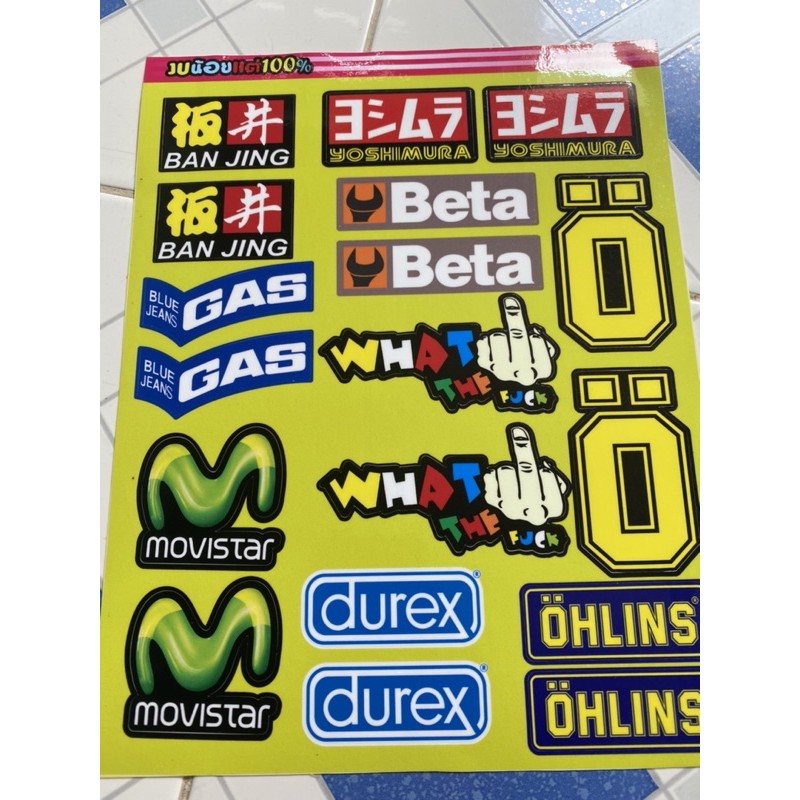 งบน้อยแต่100%
板井
BAN JING
ヨシムラ
YOSHIMURA
ヨシムラ
YOSHIMURA
板井
BAN JING
Beta
Beta
Ö
BLUE
JEANS
GAS
BLUE
JEANS
GAS
WHAT
THE
FUCK
Ö
WHAT
THE
FUCK
movistar
movistar
durex®
durex®
ÖHLINS®
ÖHLINS